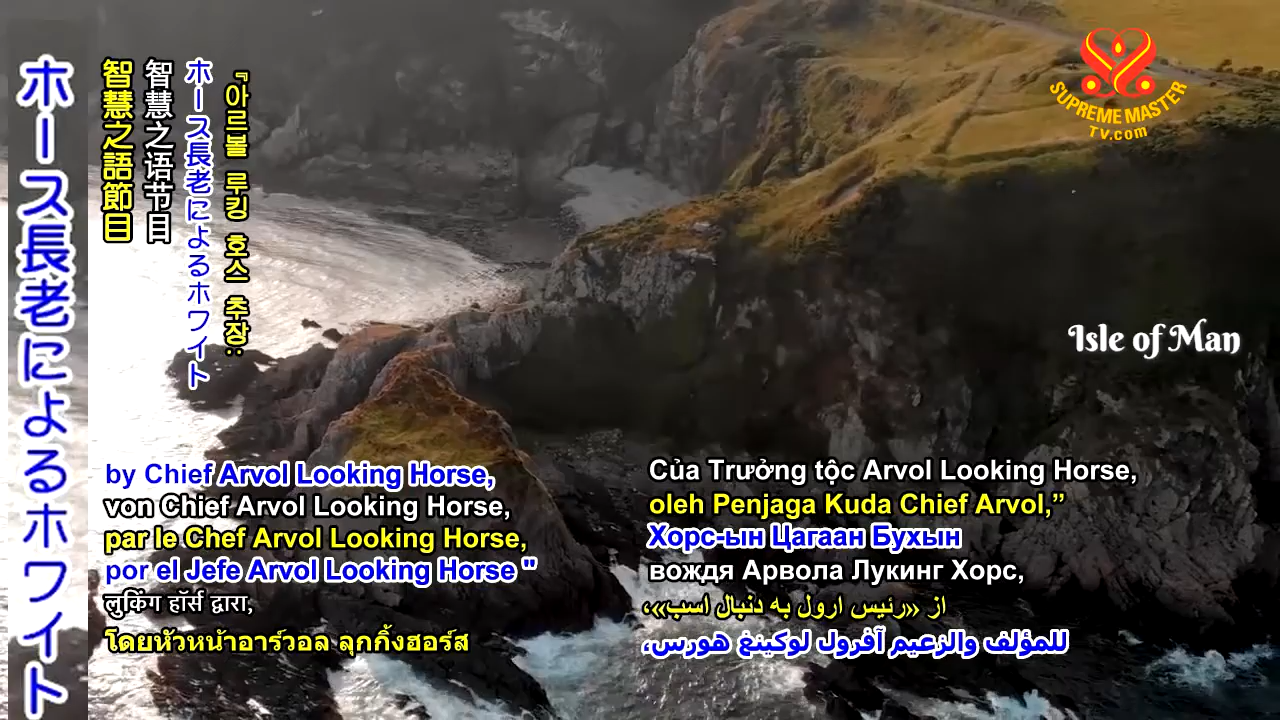 ホース長老によるホワイト
智慧之語節目
智慧之语节目
ホース長老によるホワイト
『아르볼 루킹 호스 추장:
SUPREME MASTER
TV.com
Isle of Man
by Chief Arvol Looking Horse,
von Chief Arvol Looking Horse,
par le Chef Arvol Looking Horse,
por el Jefe Arvol Looking Horse "
लुकिंग हॉर्स द्वारा,
โดยหัวหน้าอาร์วอล ลุกกิ้งฮอร์ส
Của Trưởng tộc Arvol Looking Horse,
oleh Penjaga Kuda Chief Arvol,”
Хорс-ын Цагаан Бухын
вождя Арвола Лукинг Хорс,
از «رئیس ارول به دنبال اسب»،
للمؤلف والزعيم آفرول لوكينغ هورس،